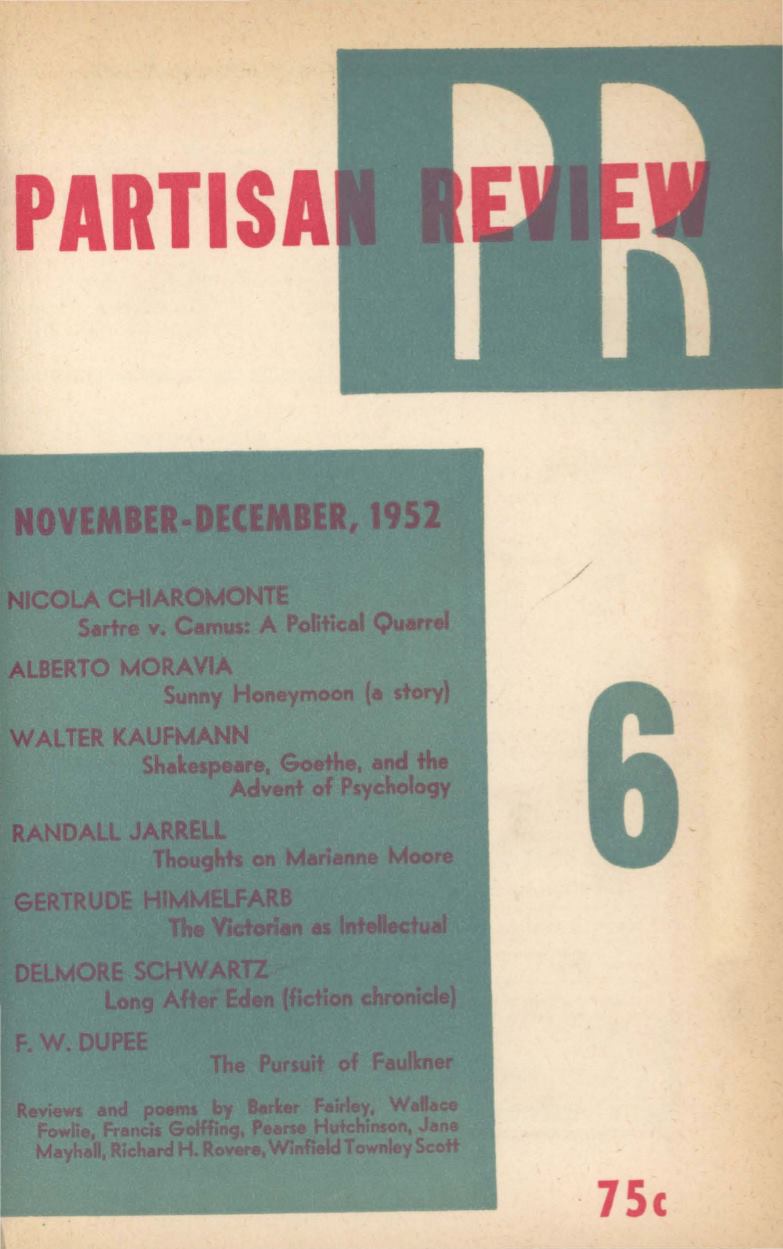 PR
PARTISAN REVIEW
NOVEMBER-DECEMBER, 1952
NICOLA CHIAROMONTE
Sartre v. Camus: A Political Quarrel
ALBERTO MORAVIA
Sunny Honeymoon (a story)
WALTER KAUFMANN
Shakespeare, Goethe, and the
Advent of Psychology
RANDALL JARRELL
Thoughts on Marianne Moore
GERTRUDE HIMMELFARB
The Victorian as Intellectual
DELMORE SCHWARTZ
Long After Eden (fiction chronicle)
F. W. DUPEE
The Pursuit of Faulkner
Reviews and poems by Barker Fairley, Wallace
Fowlie, Francis Golffing, Pearse Hutchinson, Jane
Mayhall, Richard H. Rovere, Winfield Townley Scott
6
75c